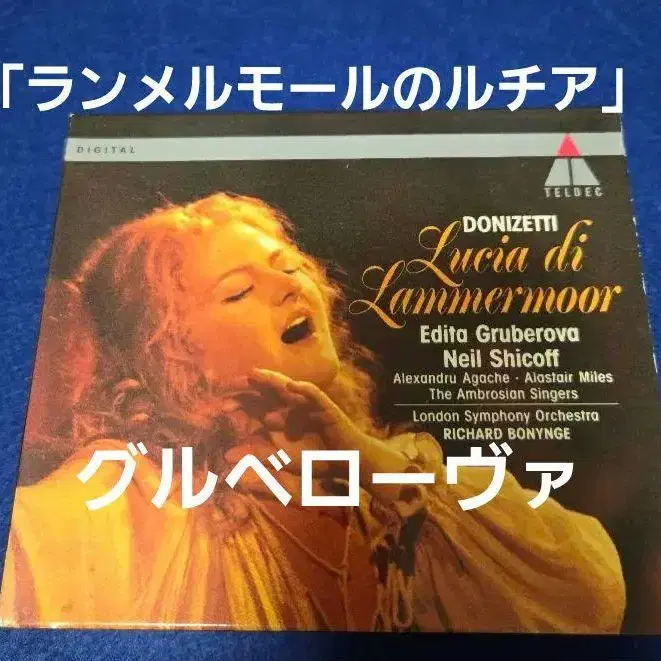 「ランメルモールのルチア」
DIGITAL
TELDEC
DONIZETTI
Lucia di
Lammermoor
Edita Gruberova
Neil Shicoff
Alexandru Agache · Alastair Miles
The Ambrosian Singers
London Symphony Orchestra
RICHARD BONYNGE
グルベローヴァ